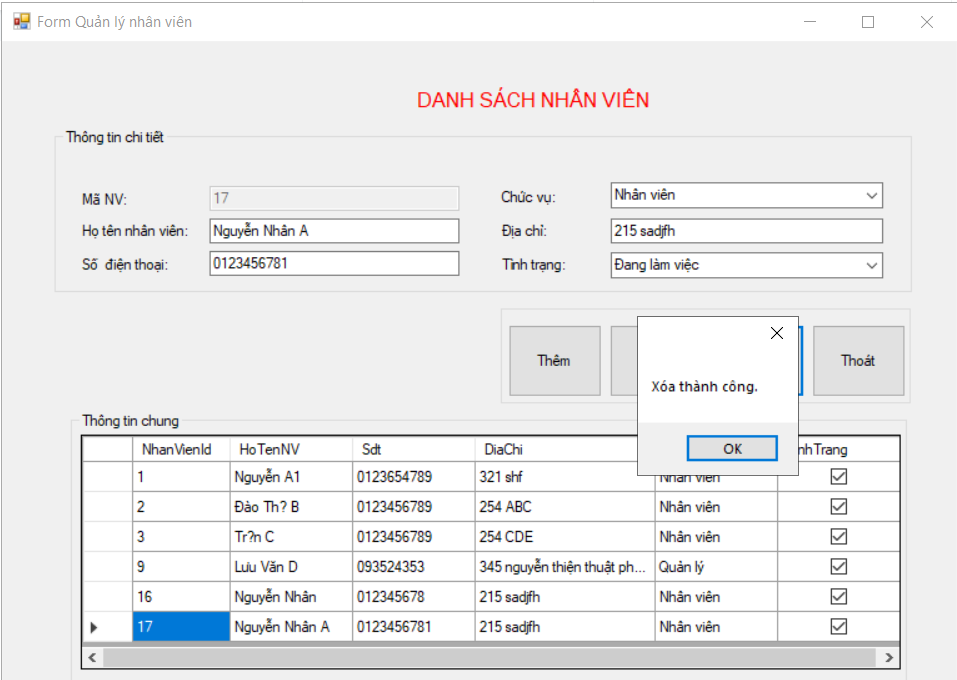 Form Quản lý nhân viên
DANH SÁCH NHÂN VIÊN
Thông tin chi tiết
Mã NV: 17 Chức vụ: Nhân viên
Họ tên nhân viên: Nguyễn Nhân A Địa chỉ: 215 sadjfh
Số điện thoại: 0123456781 Tình trạng: Đang làm việc
Thêm Thoát
Xóa thành công.
OK
Thông tin chung
NhanVienId HoTenNV Sdt DiaChi nhTrang
1 Nguyễn A1 0123654789 321 shf Nhân viên
2 Đào Th? B 0123456789 254 ABC Nhân viên
3 Tr?n C 0123456789 254 CDE Nhân viên
9 Lưu Văn D 093524353 345 nguyễn thiện thuật ph... Quản lý
16 Nguyễn Nhân 012345678 215 sadjfh Nhân viên
17 Nguyễn Nhân A 0123456781 215 sadjfh Nhân viên